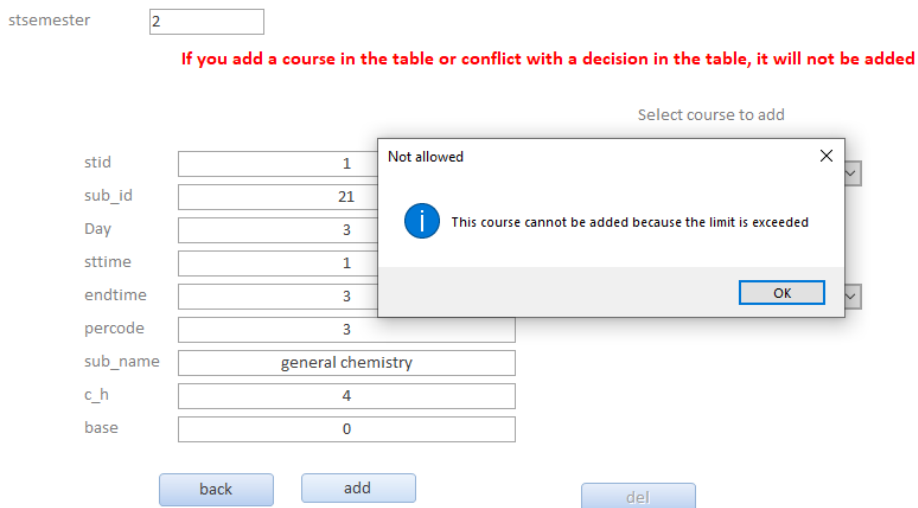 stsemester 2
If you add a course in the table or conflict with a decision in the table, it will not be added
Select course to add
Not allowed
This course cannot be added because the limit is exceeded
OK
stid 1
sub_id 21
Day 3
sttime 1
endtime 3
percode 3
sub_name general chemistry
c_h 4
base 0
back add del